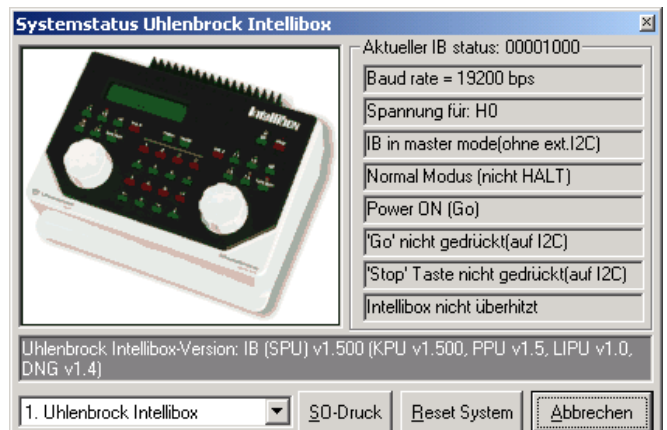 Systemstatus Uhlenbrock Intellibox
Intellibox
Aktueller IB status: 00001000
Baud rate = 19200 bps
Spannung für: H0
IB in master mode(ohne ext.I2C)
Normal Modus (nicht HALT)
Power ON (Go)
'Go' nicht gedrückt(auf I2C)
'Stop' Taste nicht gedrückt(auf I2C)
Intellibox nicht überhitzt
Uhlenbrock Intellibox-Version: IB (SPU) v1.500 (KPU v1.500, PPU v1.5, LIPU v1.0,
DNG v1.4)
1. Uhlenbrock Intellibox
SO-Druck
Reset System
Abbrechen